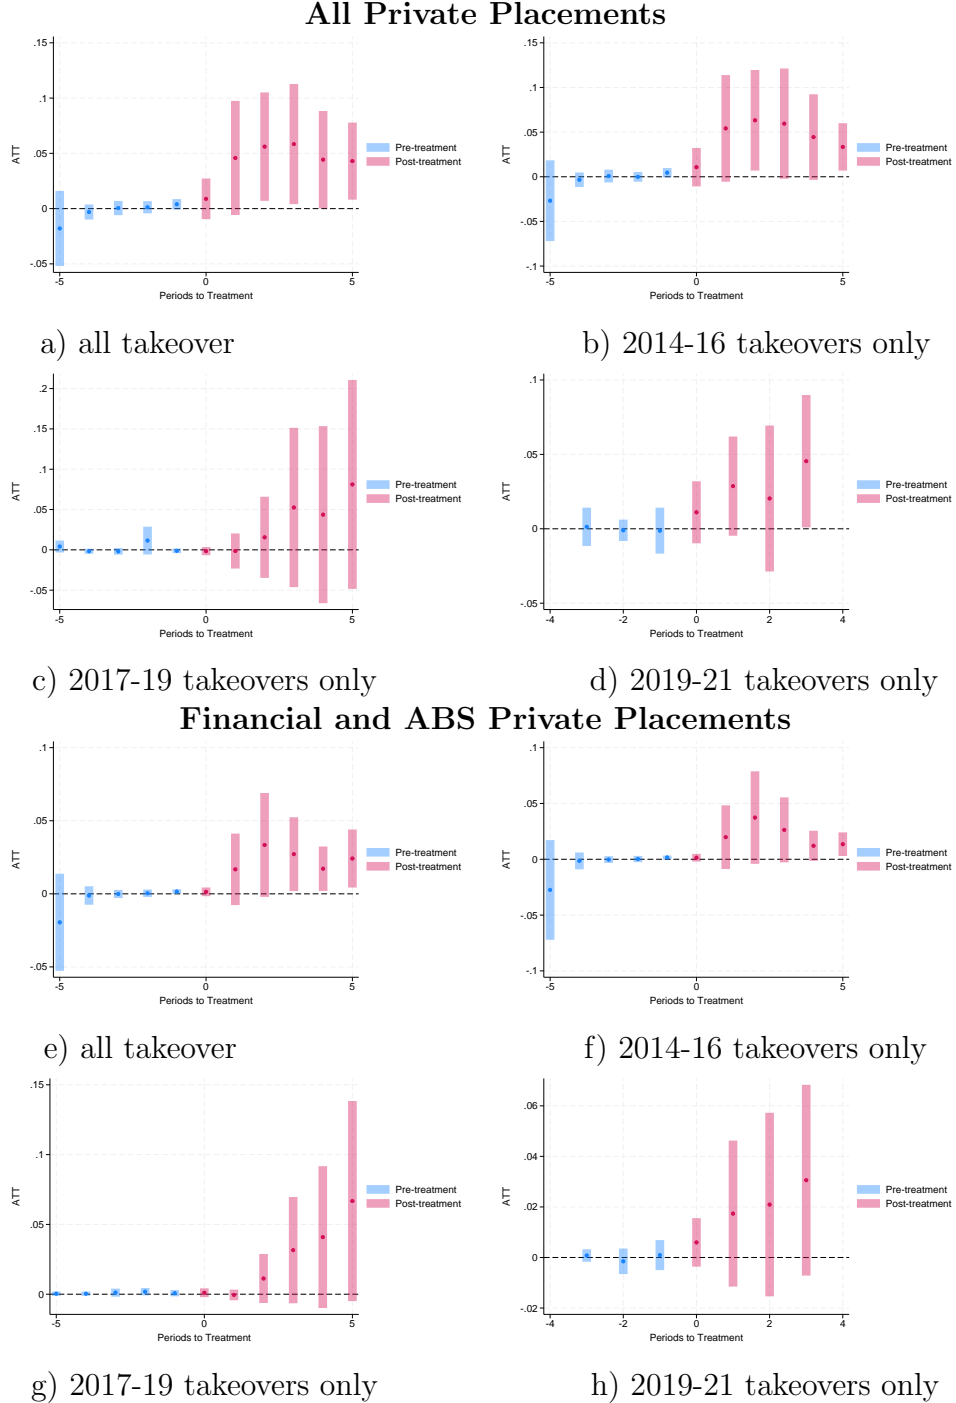 All Private Placements
.15
.1
.05
0
-.05
ATT
-5
0
5
Periods to Treatment
Pre-treatment
Post-treatment
.15
.1
.05
0
-.05
-.1
ATT
-5
0
5
Periods to Treatment
Pre-treatment
Post-treatment
a) all takeover
b) 2014-16 takeovers only
.2
.15
.1
.05
0
-.05
ATT
-5
0
5
Periods to Treatment
Pre-treatment
Post-treatment
.1
.05
0
-.05
ATT
-4
-2
0
2
4
Periods to Treatment
Pre-treatment
Post-treatment
c) 2017-19 takeovers only
d) 2019-21 takeovers only
Financial and ABS Private Placements
.1
.05
0
-.05
ATT
-5
0
5
Periods to Treatment
Pre-treatment
Post-treatment
.1
.05
0
-.05
-.1
ATT
-5
0
5
Periods to Treatment
Pre-treatment
Post-treatment
e) all takeover
f) 2014-16 takeovers only
.15
.1
.05
0
ATT
-5
0
5
Periods to Treatment
Pre-treatment
Post-treatment
.06
.04
.02
0
-.02
ATT
-4
-2
0
2
4
Periods to Treatment
Pre-treatment
Post-treatment
g) 2017-19 takeovers only
h) 2019-21 takeovers only